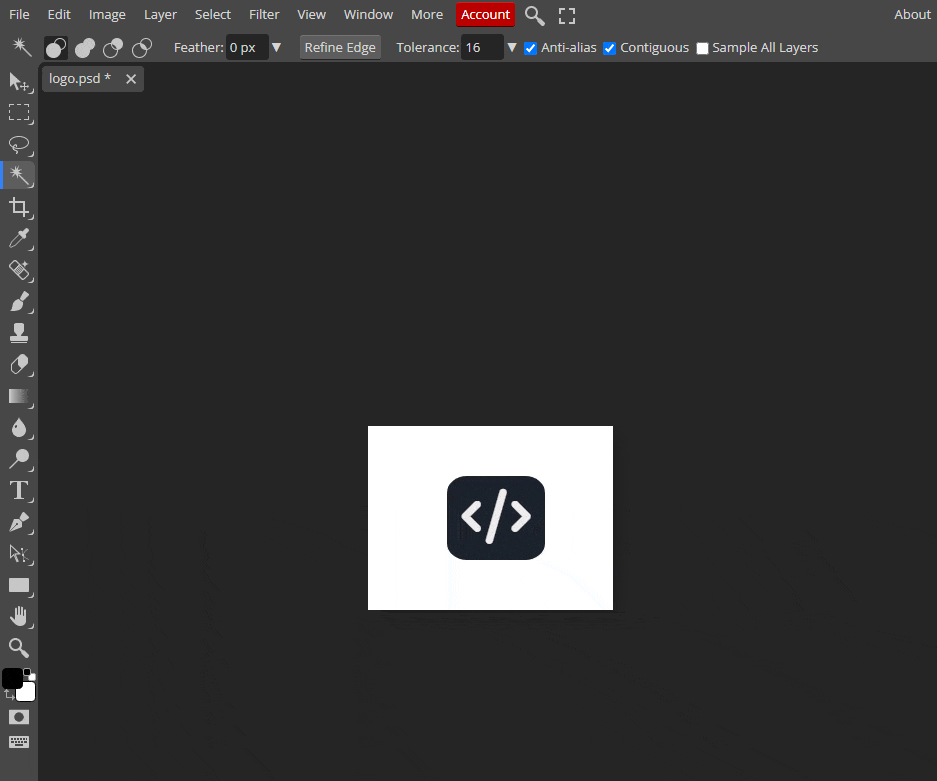 File Edit Image Layer Select Filter View Window More Account About
Feather: 0 px Refine Edge Tolerance: 16 Anti-alias Contiguous Sample All Layers
logo.psd *
</>
T